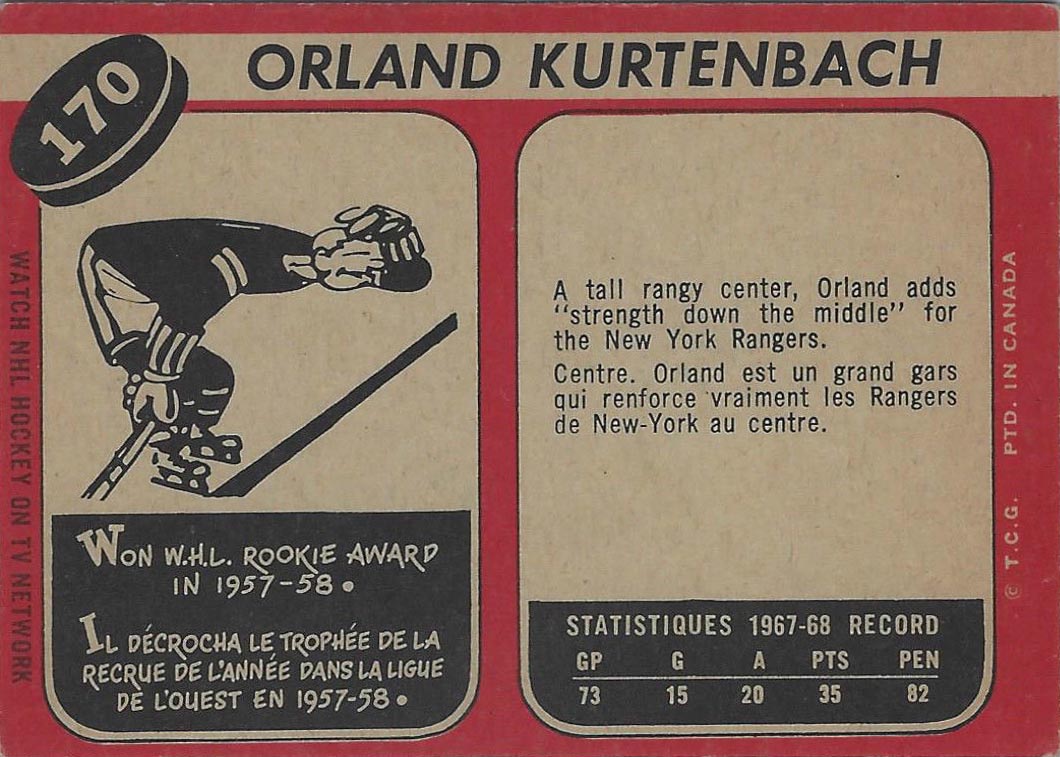 170
ORLAND KURTENBACH
WATCH NHL HOCKEY ON TV NETWORK
WON W.H.L. ROOKIE AWARD
IN 1957-58.
IL DÉCROCHA LE TROPHÉE DE LA
RECRUE DE L'ANNÉE DANS LA LIGUE
DE L'OUEST EN 1957-58.
A tall rangy center, Orland adds
"strength down the middle" for
the New York Rangers.
Centre. Orland est un grand gars
qui renforce vraiment les Rangers
de New-York au centre.
STATISTIQUES 1967-68 RECORD
GP G A PTS PEN
73 15 20 35 82
© T.C.G. PTD. IN CANADA